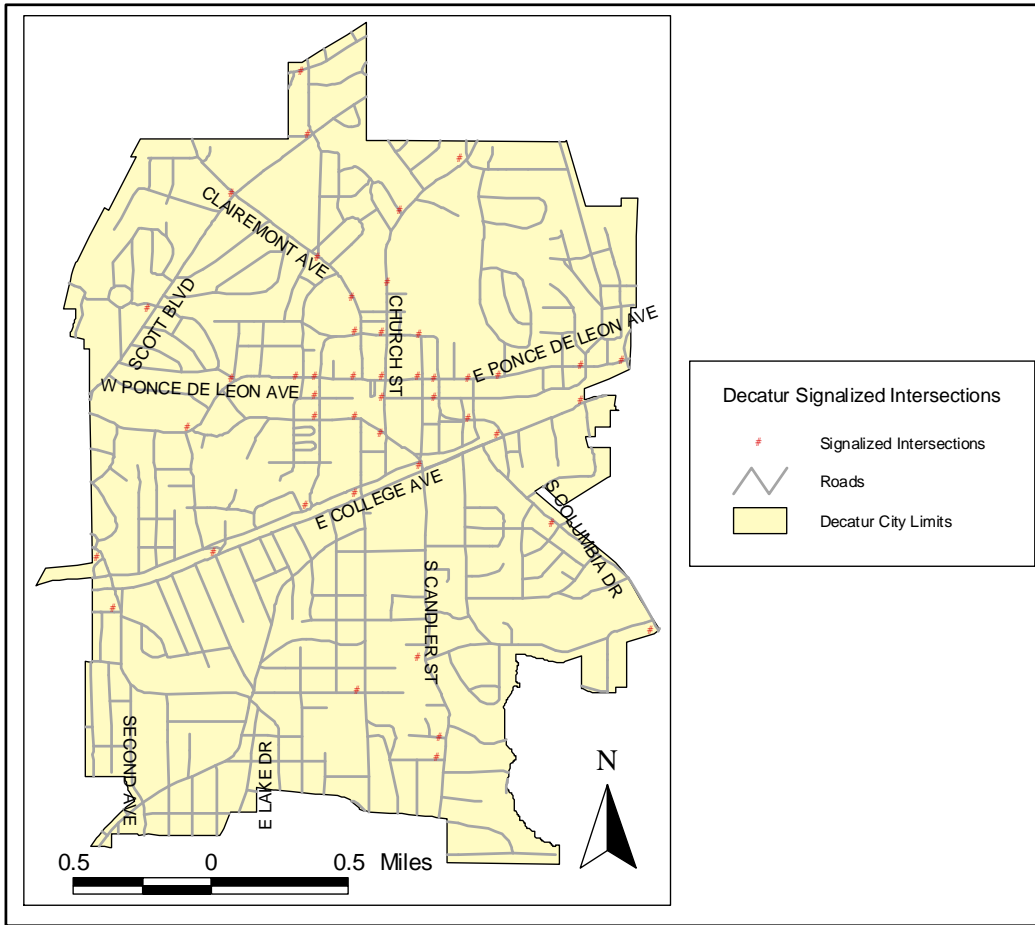 CLAIREMONT AVE
SCOTT BLVD
CHURCH ST
E PONCE DE LEON AVE
W PONCE DE LEON AVE
E COLLEGE AVE
S COLUMBIA DR
S CANDLER ST
SECOND AVE
E LAKE DR
N
0.5 0 0.5 Miles
Decatur Signalized Intersections
# Signalized Intersections
Roads
Decatur City Limits